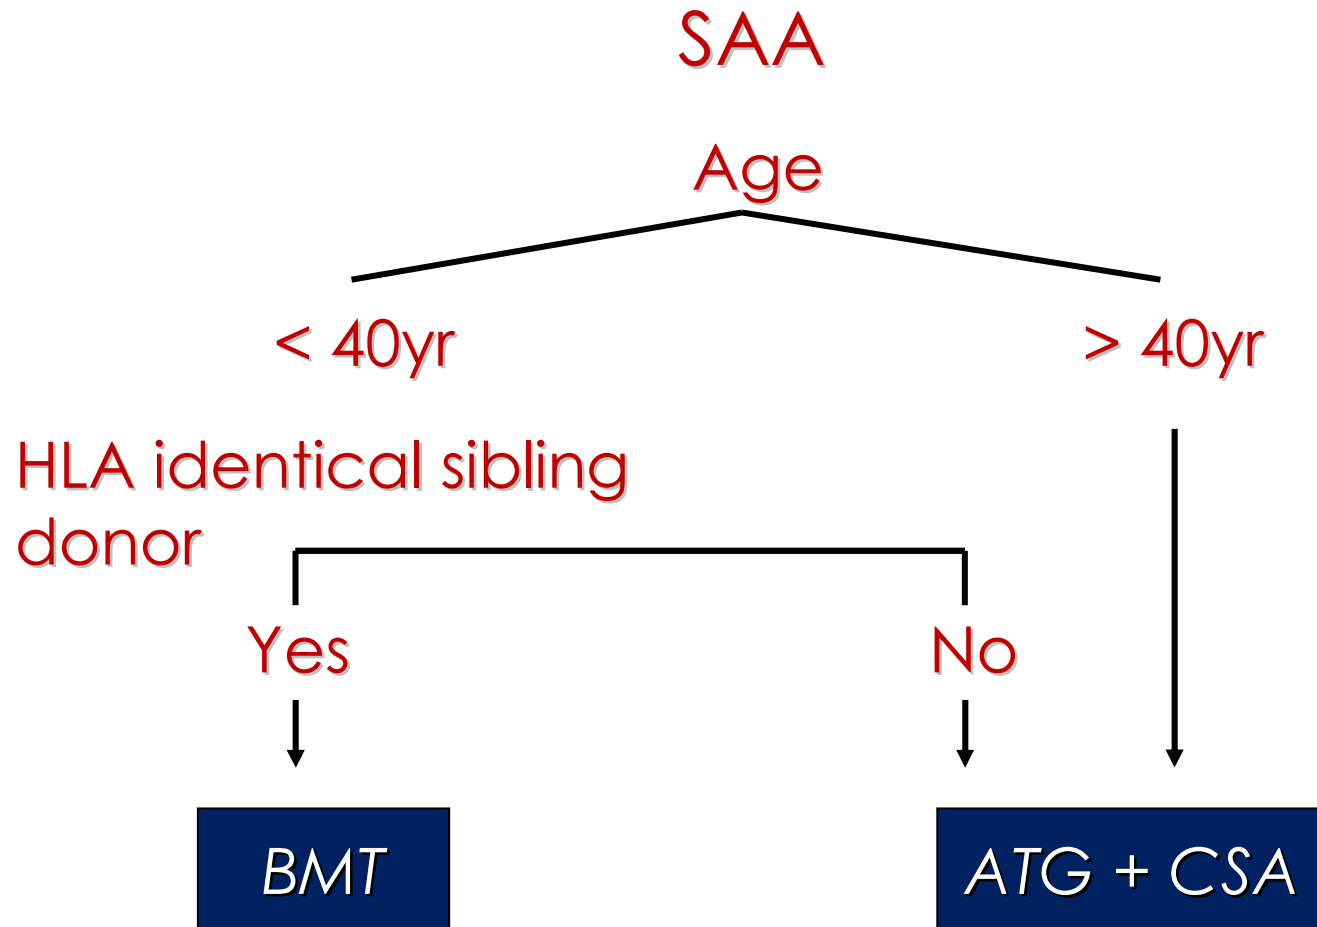 SAA
Age
< 40yr
> 40yr
HLA identical sibling
donor
Yes
No
BMT
ATG + CSA